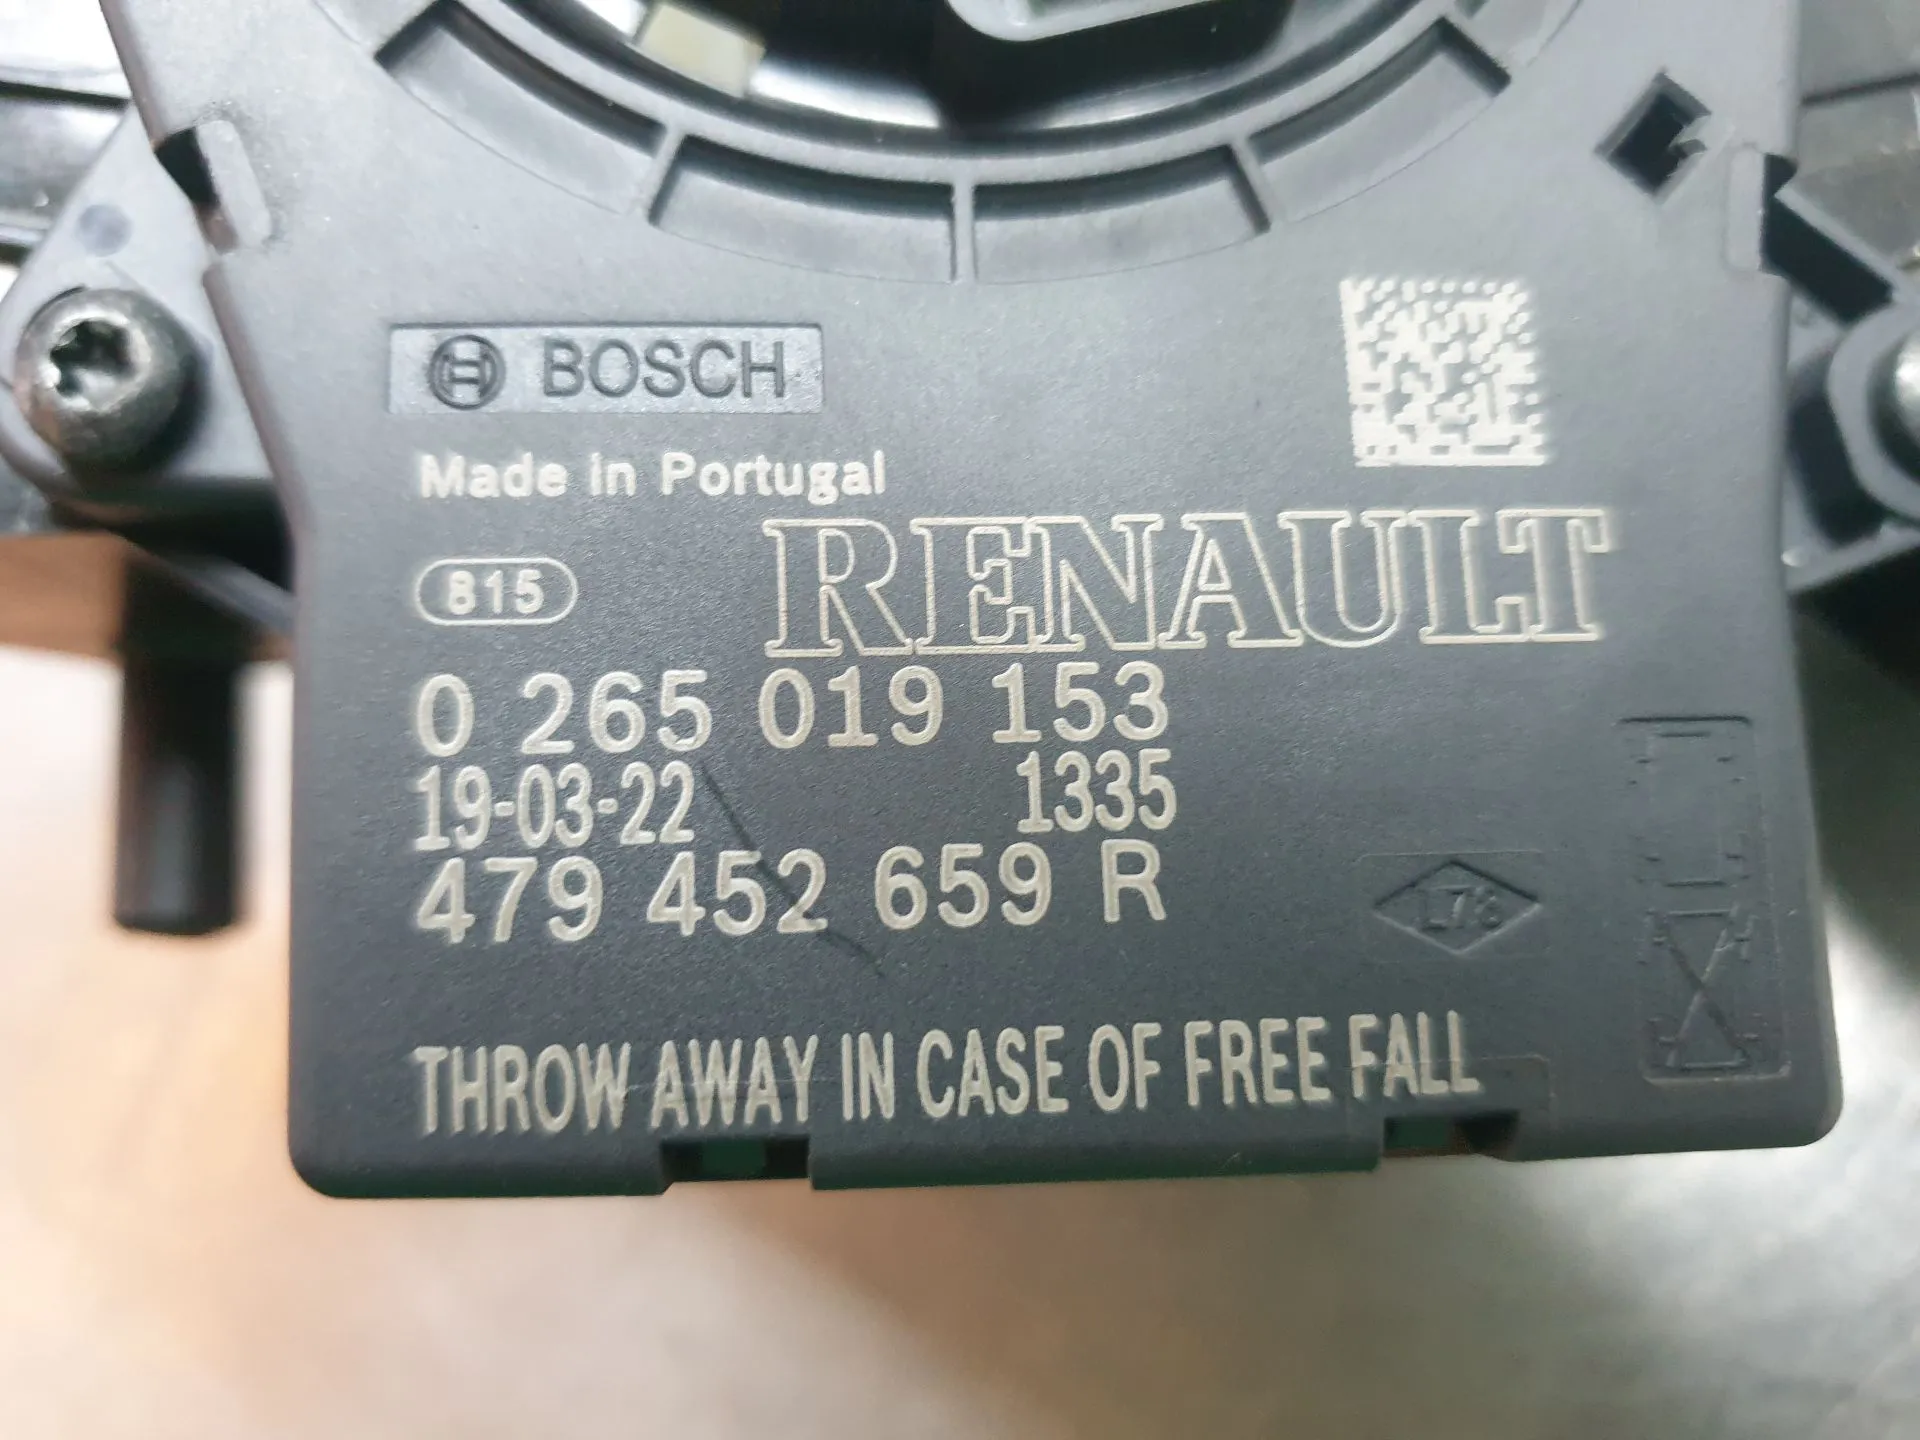 BOSCH
Made in Portugal
RENAULT
815
0 265 019 153
19-03-22 1335
479 452 659 R
L78
THROW AWAY IN CASE OF FREE FALL